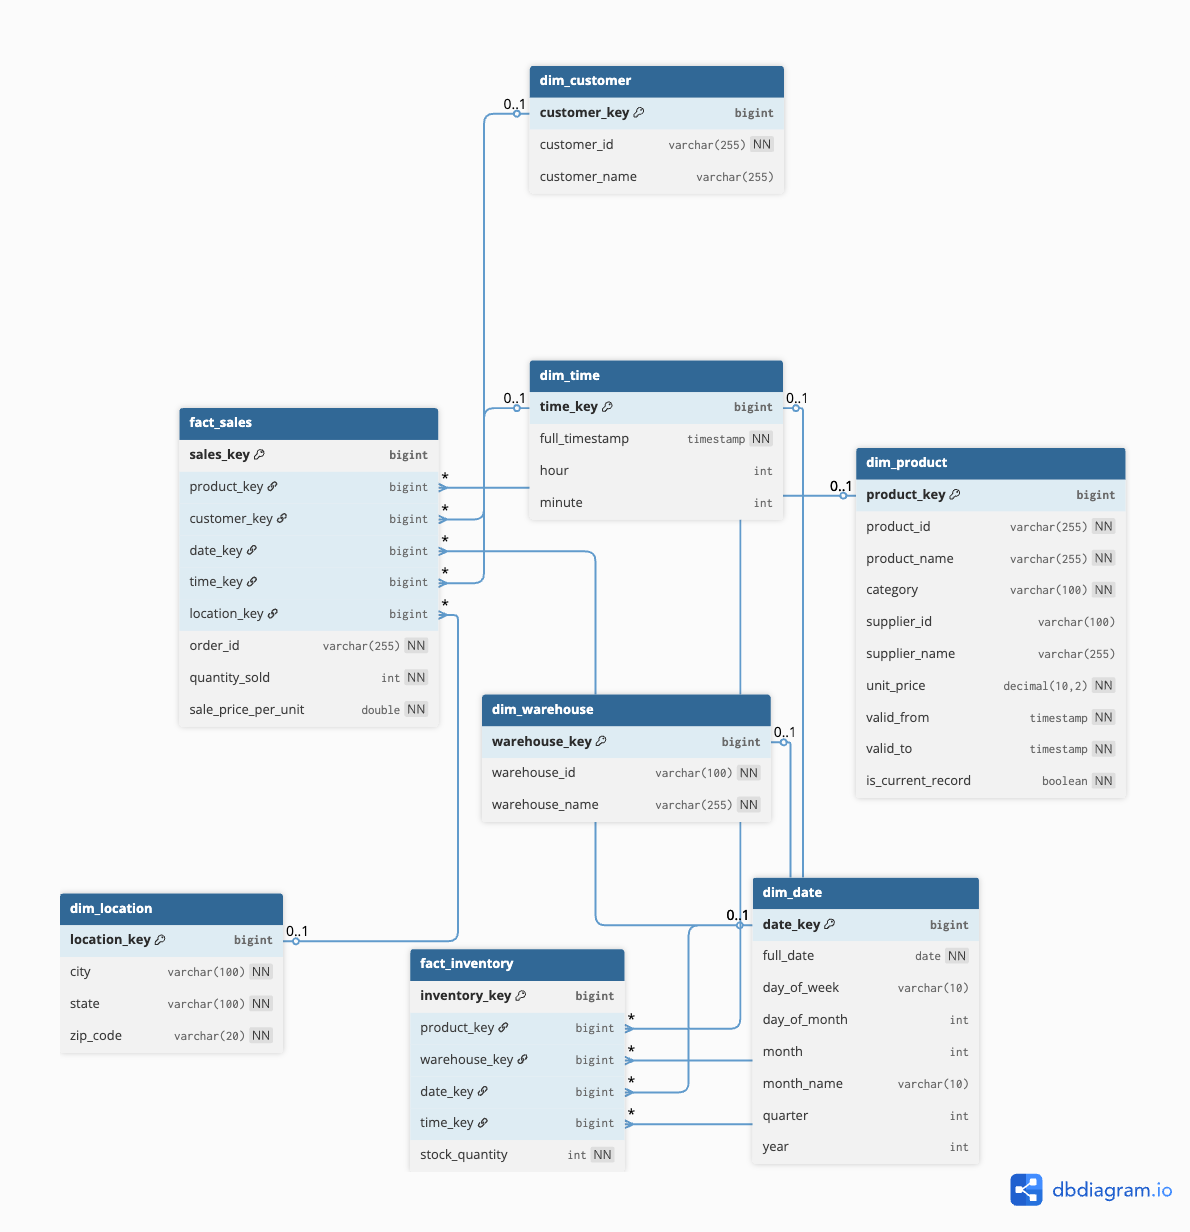 dim_customer
0..1
customer_key bigint
customer_id varchar(255) NN
customer_name varchar(255)
dim_time
0..1
time_key bigint
0..1
full_timestamp timestamp NN
hour int
minute int
fact_sales
sales_key bigint
product_key bigint *
customer_key bigint *
date_key bigint *
time_key bigint *
location_key bigint *
order_id varchar(255) NN
quantity_sold int NN
sale_price_per_unit double NN
dim_product
0..1
product_key bigint
product_id varchar(255) NN
product_name varchar(255) NN
category varchar(100) NN
supplier_id varchar(100)
supplier_name varchar(255)
unit_price decimal(10,2) NN
valid_from timestamp NN
valid_to timestamp NN
is_current_record boolean NN
dim_warehouse
warehouse_key bigint
0..1
warehouse_id varchar(100) NN
warehouse_name varchar(255) NN
dim_location
location_key bigint
0..1
city varchar(100) NN
state varchar(100) NN
zip_code varchar(20) NN
dim_date
0..1
date_key bigint
full_date date NN
day_of_week varchar(10)
day_of_month int
month int
month_name varchar(10)
quarter int
year int
fact_inventory
inventory_key bigint
product_key bigint *
warehouse_key bigint *
date_key bigint *
time_key bigint *
stock_quantity int NN
dbdiagram.io